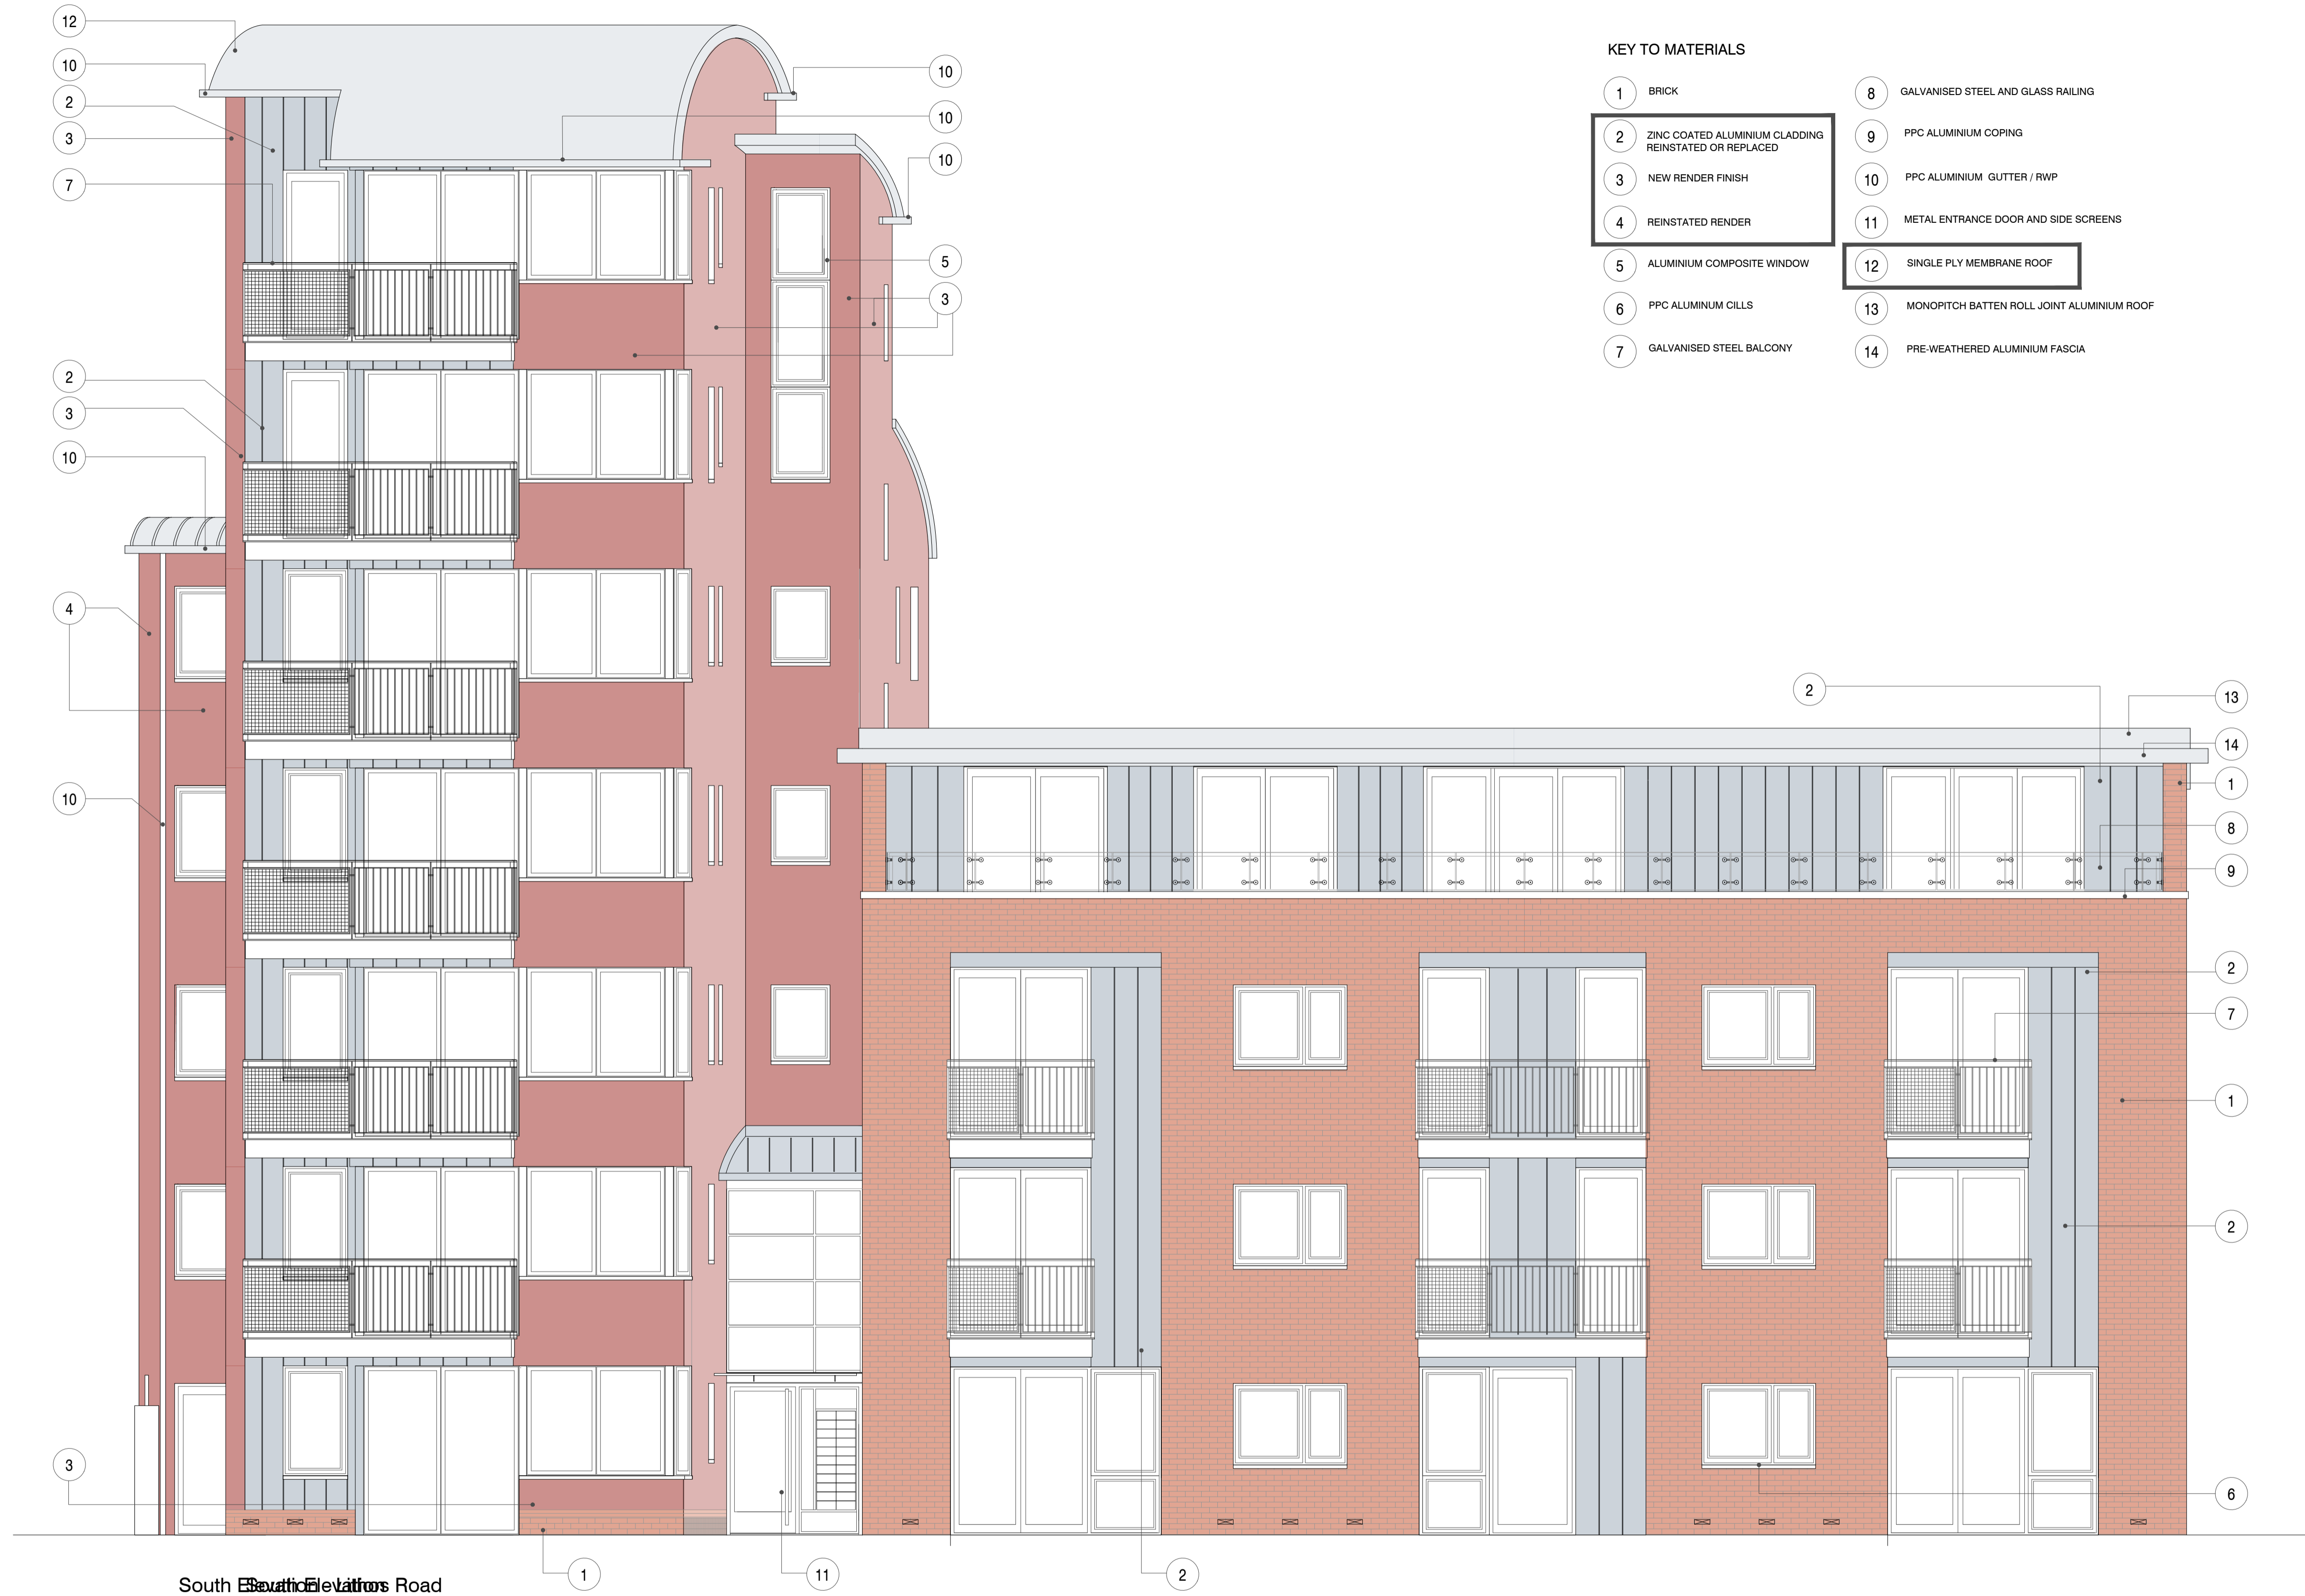 KEY TO MATERIALS
1 BRICK
2 ZINC COATED ALUMINIUM CLADDING
REINSTATED OR REPLACED
3 NEW RENDER FINISH
4 REINSTATED RENDER
5 ALUMINIUM COMPOSITE WINDOW
6 PPC ALUMINUM CILLS
7 GALVANISED STEEL BALCONY
8 GALVANISED STEEL AND GLASS RAILING
9 PPC ALUMINIUM COPING
10 PPC ALUMINIUM GUTTER / RWP
11 METAL ENTRANCE DOOR AND SIDE SCREENS
12 SINGLE PLY MEMBRANE ROOF
13 MONOPITCH BATTEN ROLL JOINT ALUMINIUM ROOF
14 PRE-WEATHERED ALUMINIUM FASCIA
12
10
2
3
7
2
3
10
4
10
3
10
10
10
5
3
2
13
14
1
8
9
2
7
1
2
6
1
11
2
South Elevation - Lithos Road
South Elevation